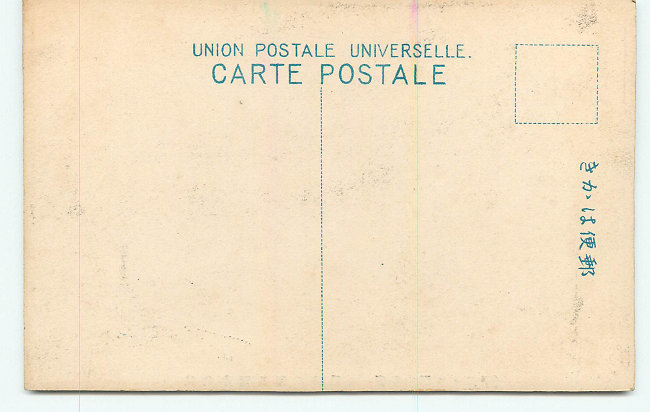 UNION POSTALE UNIVERSELLE.
CARTE POSTALE
郵便はかき